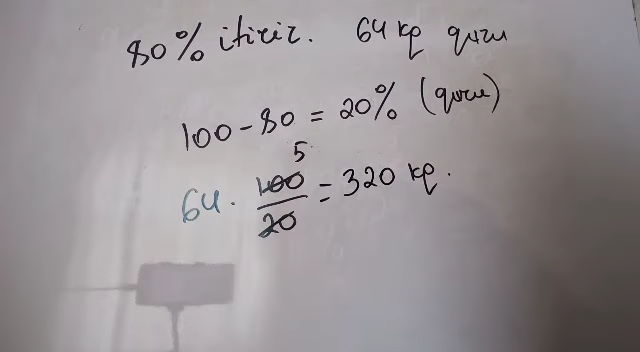 80% itirir. 64 kq quru
100 - 80 = 20% (quru)
5
64 . 100/20 = 320 kq.